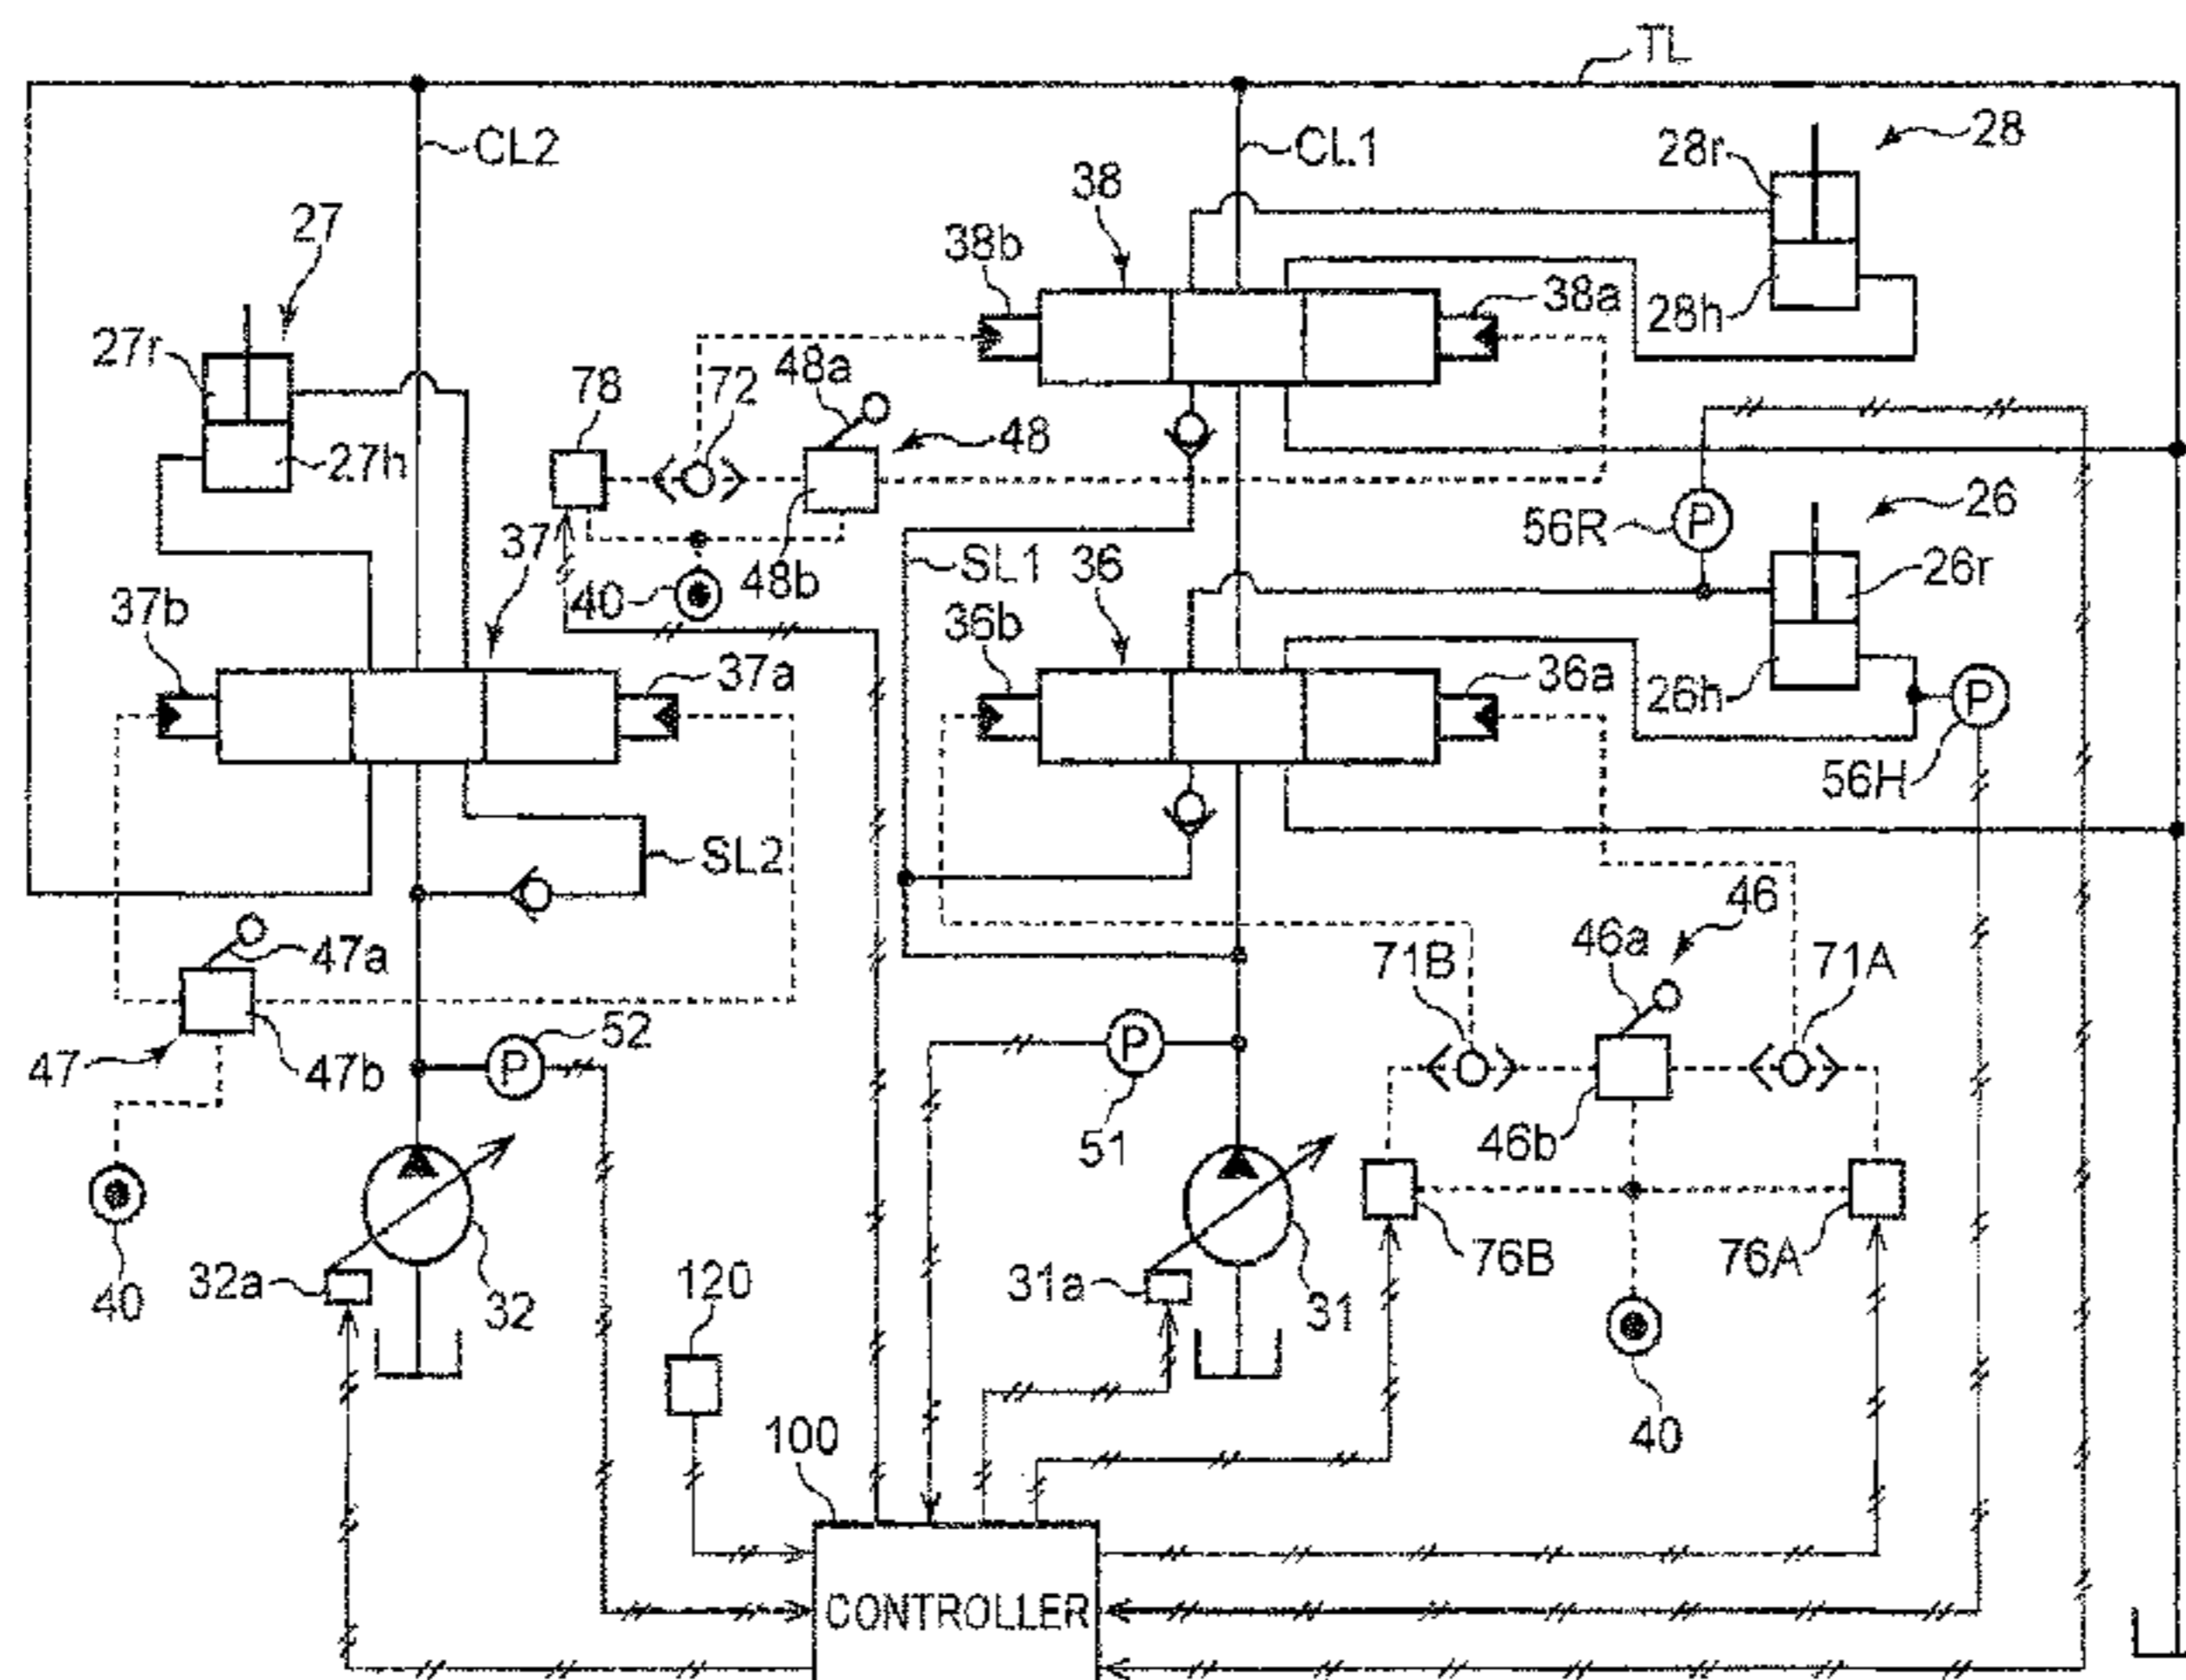 TL
CL2
CL1
28r
28
38
27
38b
38a
28h
27r
78
72
48a
48
27h
56R
26
37
SL1
36
26r
40
48b
37b
36b
37a
36a
26h
P
P
56H
SL2
46
47a
71B
46a
71A
52
47
47b
P
P
51
46b
32a
32
120
31a
31
76B
76A
40
40
100
CONTROLLER